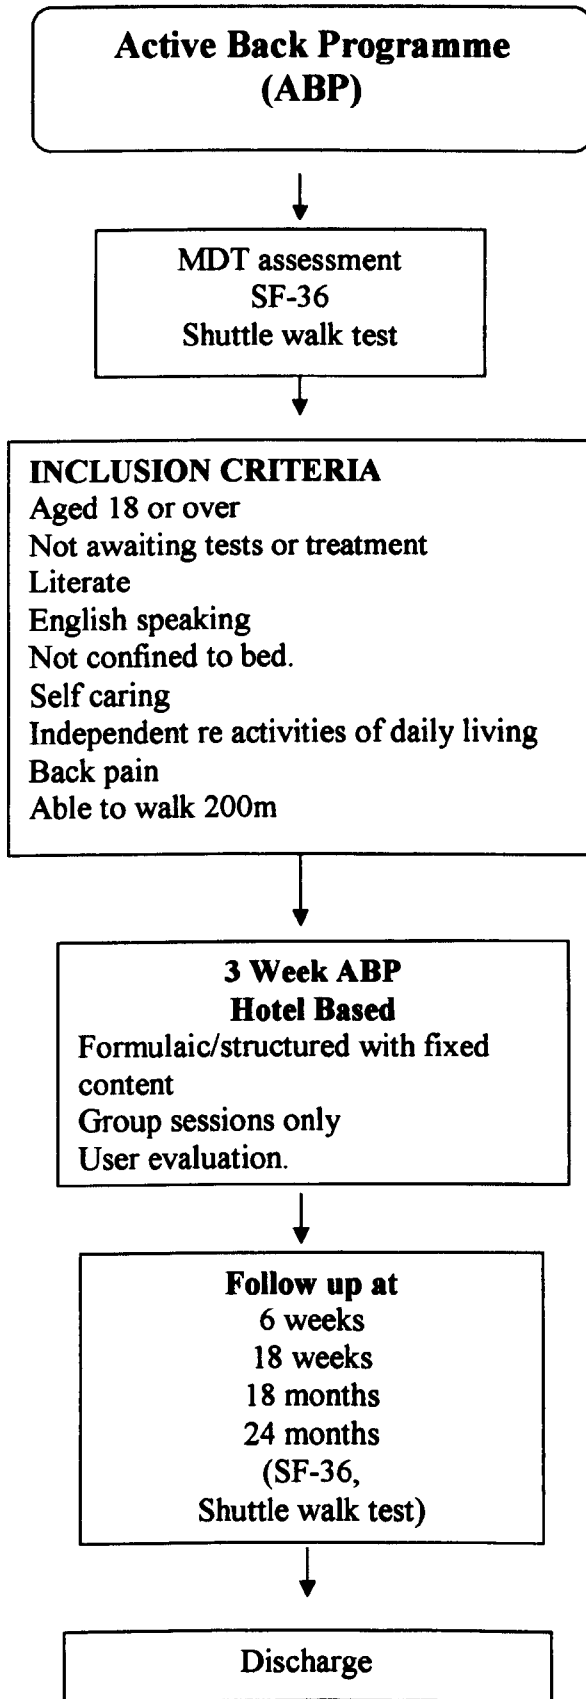 Active Back Programme
(ABP)
MDT assessment
SF-36
Shuttle walk test
INCLUSION CRITERIA
Aged 18 or over
Not awaiting tests or treatment
Literate
English speaking
Not confined to bed.
Self caring
Independent re activities of daily living
Back pain
Able to walk 200m
3 Week ABP
Hotel Based
Formulaic/structured with fixed
content
Group sessions only
User evaluation.
Follow up at
6 weeks
18 weeks
18 months
24 months
(SF-36,
Shuttle walk test)
Discharge